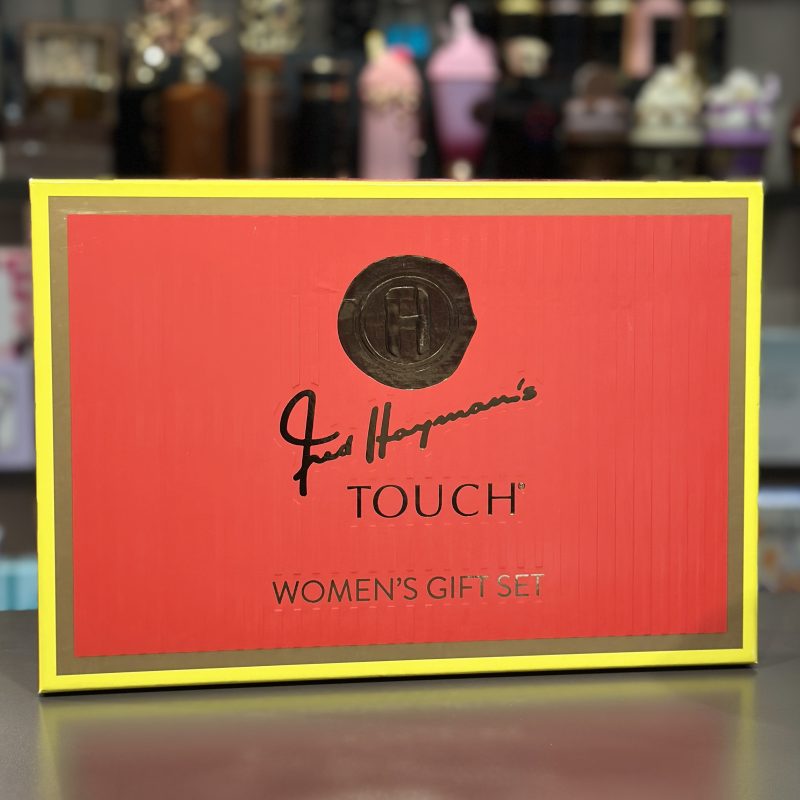 Fred Hayman's
TOUCH®
WOMEN'S GIFT SET